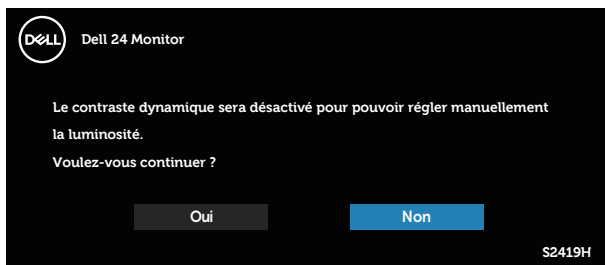 DELL Dell 24 Monitor
Le contraste dynamique sera désactivé pour pouvoir régler manuellement
la luminosité.
Voulez-vous continuer ?
Oui Non
S2419H